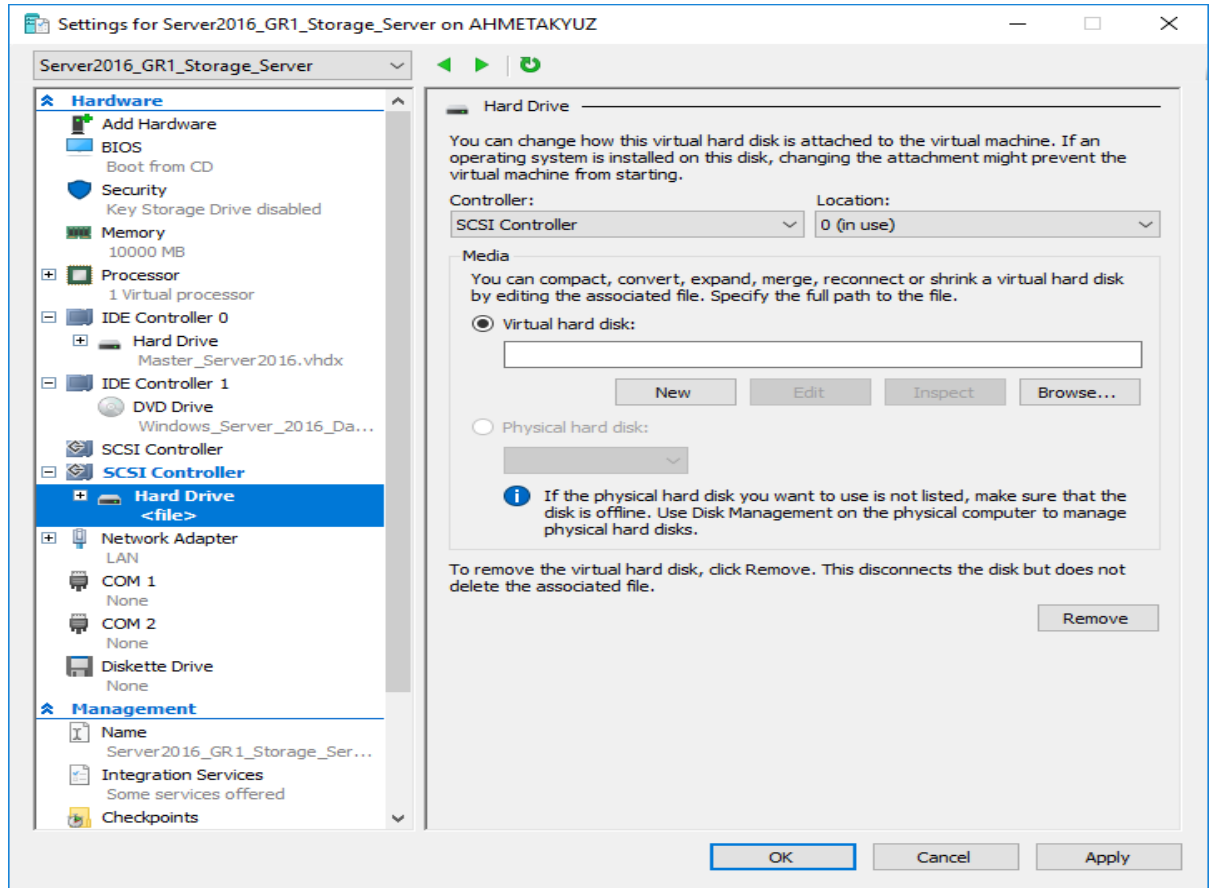 Settings for Server2016_GR1_Storage_Server on AHMETAKYUZ
Server2016_GR1_Storage_Server
Hardware
Add Hardware
BIOS
Boot from CD
Security
Key Storage Drive disabled
Memory
10000 MB
Processor
1 Virtual processor
IDE Controller 0
Hard Drive
Master_Server2016.vhdx
IDE Controller 1
DVD Drive
Windows_Server_2016_Da...
SCSI Controller
SCSI Controller
Hard Drive
<file>
Network Adapter
LAN
COM 1
None
COM 2
None
Diskette Drive
None
Management
Name
Server2016_GR1_Storage_Ser...
Integration Services
Some services offered
Checkpoints
Hard Drive
You can change how this virtual hard disk is attached to the virtual machine. If an
operating system is installed on this disk, changing the attachment might prevent the
virtual machine from starting.
Controller: Location:
SCSI Controller 0 (in use)
Media
You can compact, convert, expand, merge, reconnect or shrink a virtual hard disk
by editing the associated file. Specify the full path to the file.
Virtual hard disk:
New Edit Inspect Browse...
Physical hard disk:
If the physical hard disk you want to use is not listed, make sure that the
disk is offline. Use Disk Management on the physical computer to manage
physical hard disks.
To remove the virtual hard disk, click Remove. This disconnects the disk but does not
delete the associated file.
Remove
OK Cancel Apply